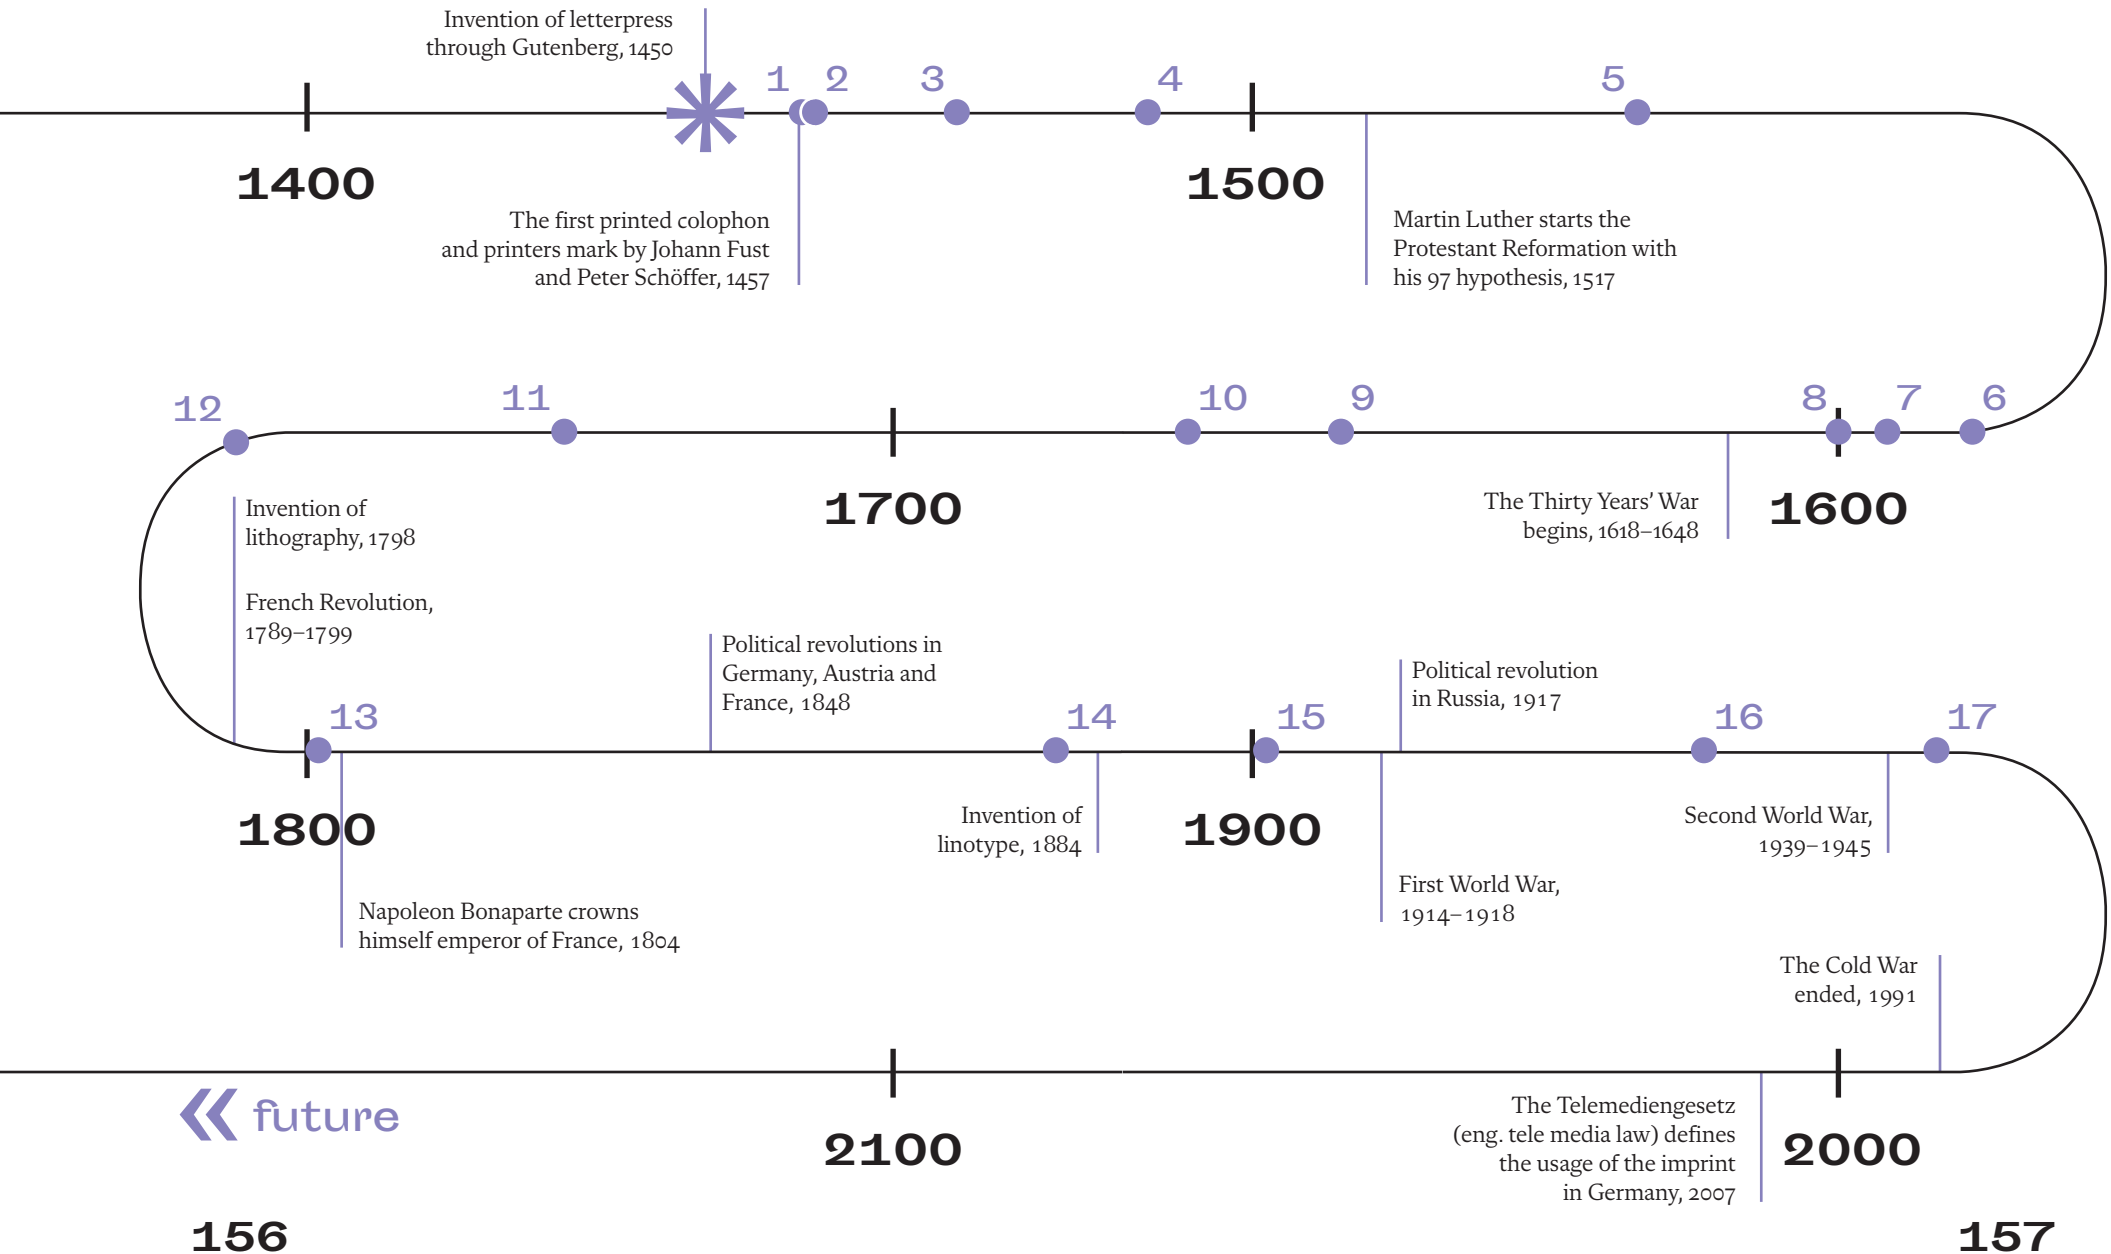 Invention of letterpress
through Gutenberg, 1450
1 2 3 4 5
1400 1500
The first printed colophon
and printers mark by Johann Fust
and Peter Schöffer, 1457
Martin Luther starts the
Protestant Reformation with
his 97 hypothesis, 1517
12 11 10 9 8 7 6
1700 1600
The Thirty Years’ War
begins, 1618–1648
Invention of
lithography, 1798
French Revolution,
1789–1799
Political revolutions in
Germany, Austria and
France, 1848
Political revolution
in Russia, 1917
13 14 15 16 17
1800 1900
Invention of
linotype, 1884
Second World War,
1939–1945
First World War,
1914–1918
Napoleon Bonaparte crowns
himself emperor of France, 1804
The Cold War
ended, 1991
future
2100 2000
The Telemediengesetz
(eng. tele media law) defines
the usage of the imprint
in Germany, 2007
156 157